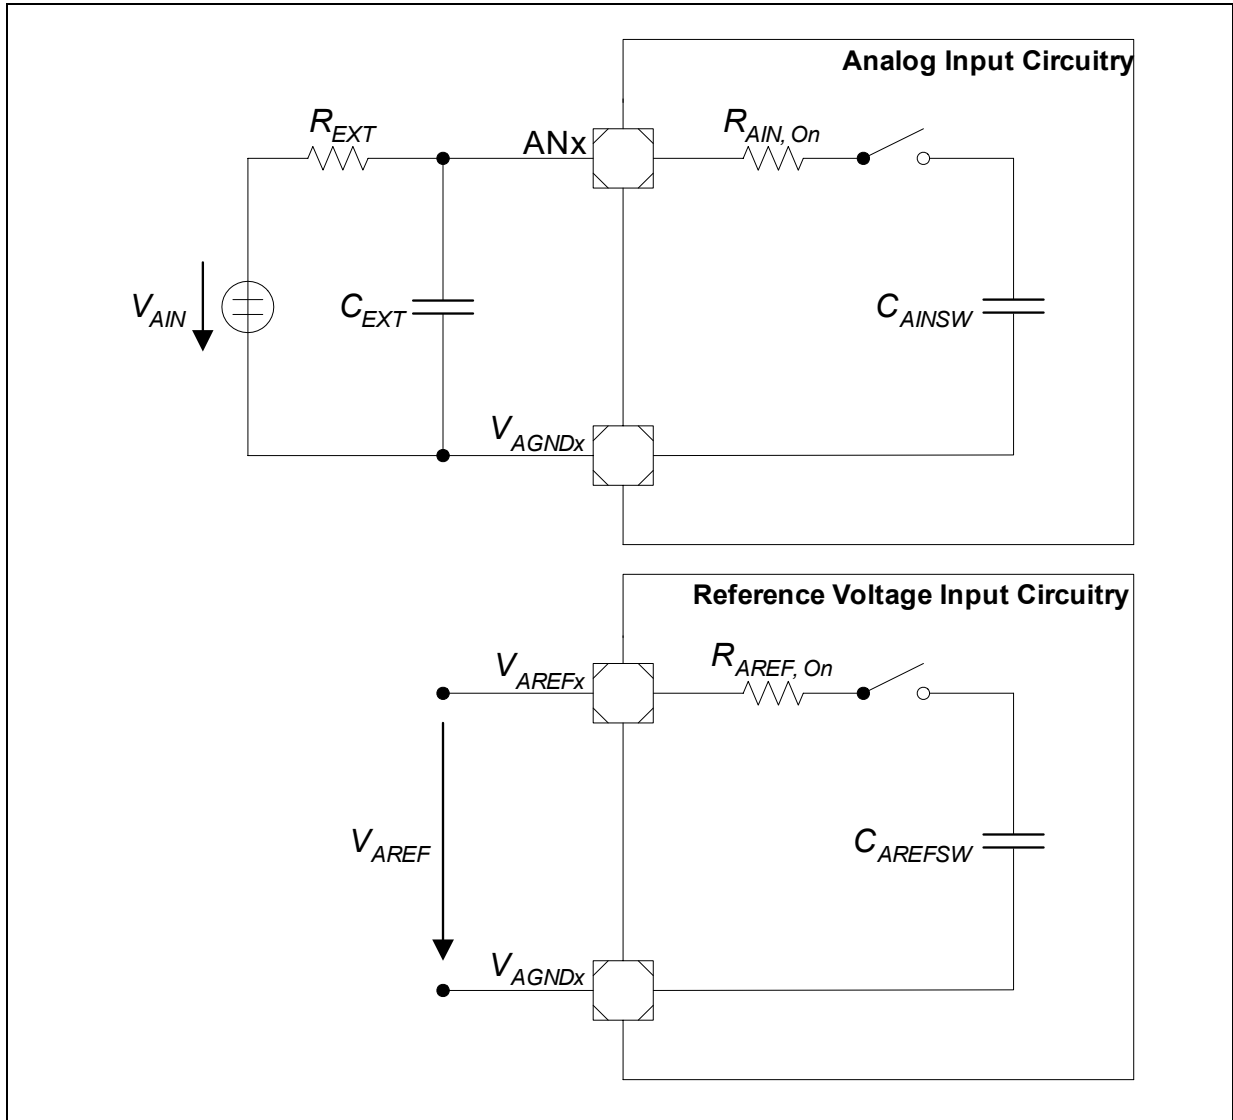 Analog Input Circuitry
R_EXT
ANx
R_AIN, On
V_AIN
C_EXT
C_AINSW
V_AGNDx
Reference Voltage Input Circuitry
V_AREFx
R_AREF, On
V_AREF
C_AREFSW
V_AGNDx